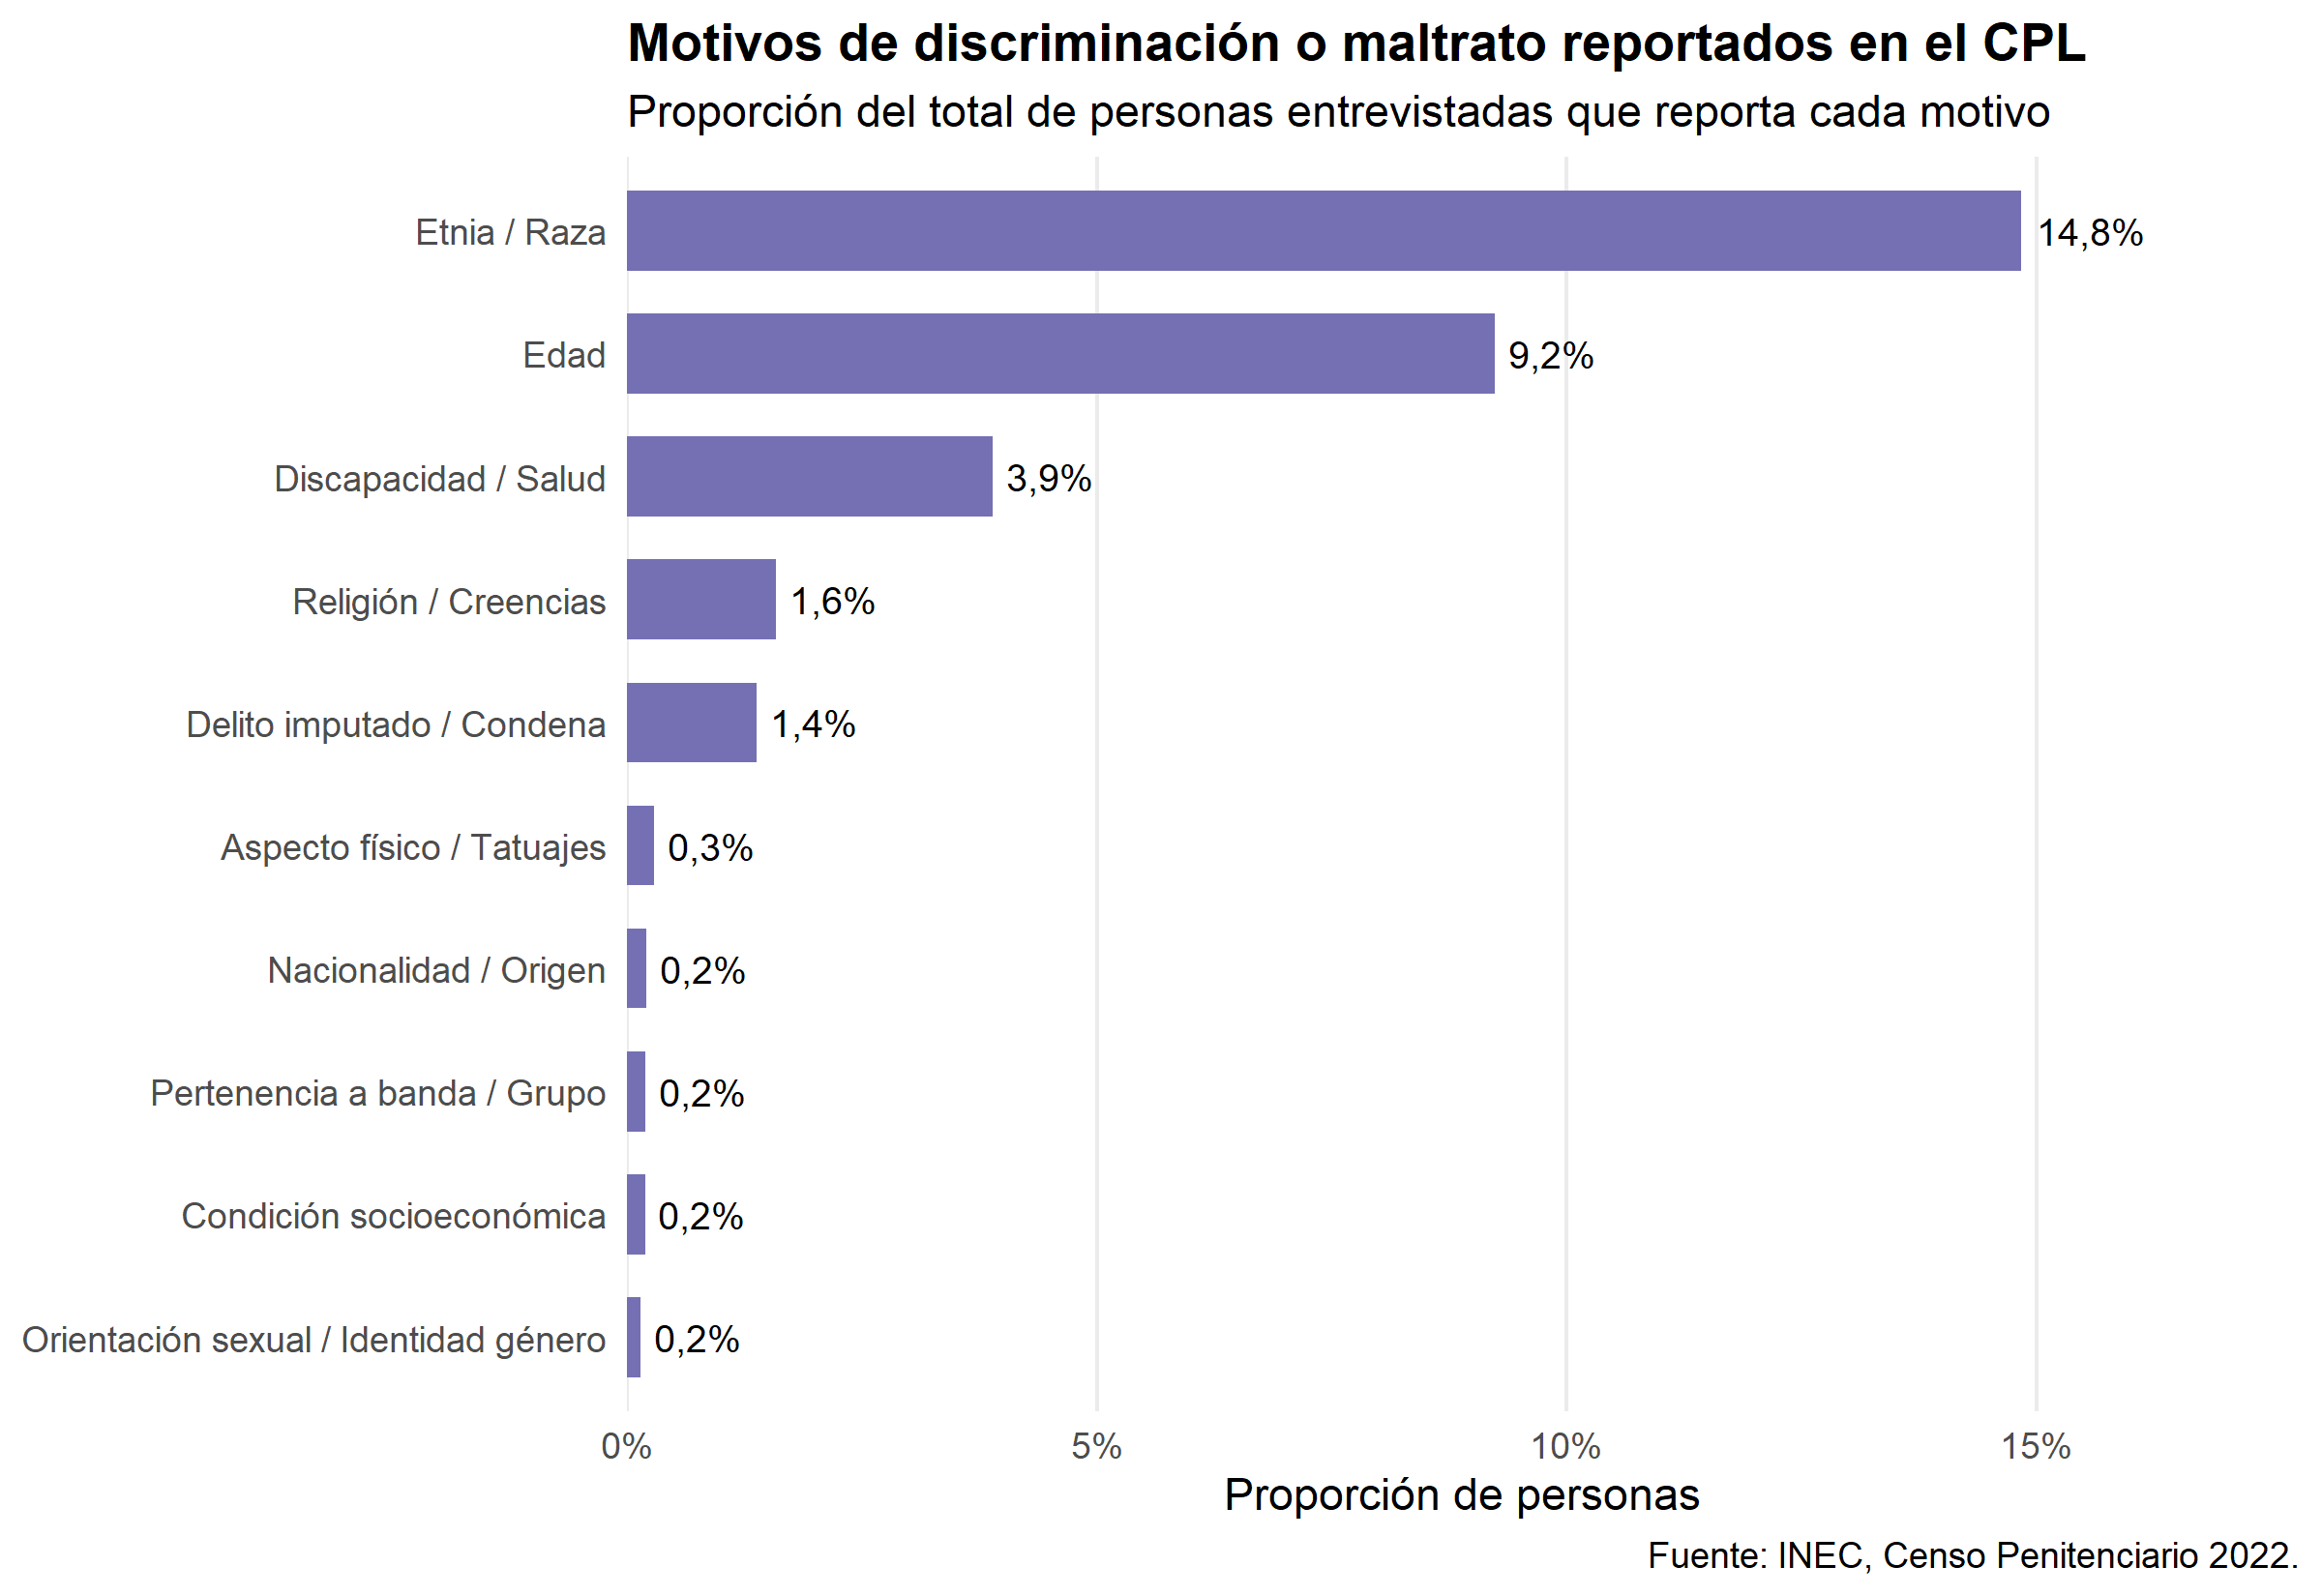 Motivos de discriminación o maltrato reportados en el CPL
Proporción del total de personas entrevistadas que reporta cada motivo
Etnia / Raza 14,8%
Edad 9,2%
Discapacidad / Salud 3,9%
Religión / Creencias 1,6%
Delito imputado / Condena 1,4%
Aspecto físico / Tatuajes 0,3%
Nacionalidad / Origen 0,2%
Pertenencia a banda / Grupo 0,2%
Condición socioeconómica 0,2%
Orientación sexual / Identidad género 0,2%
0% 5% 10% 15%
Proporción de personas
Fuente: INEC, Censo Penitenciario 2022.